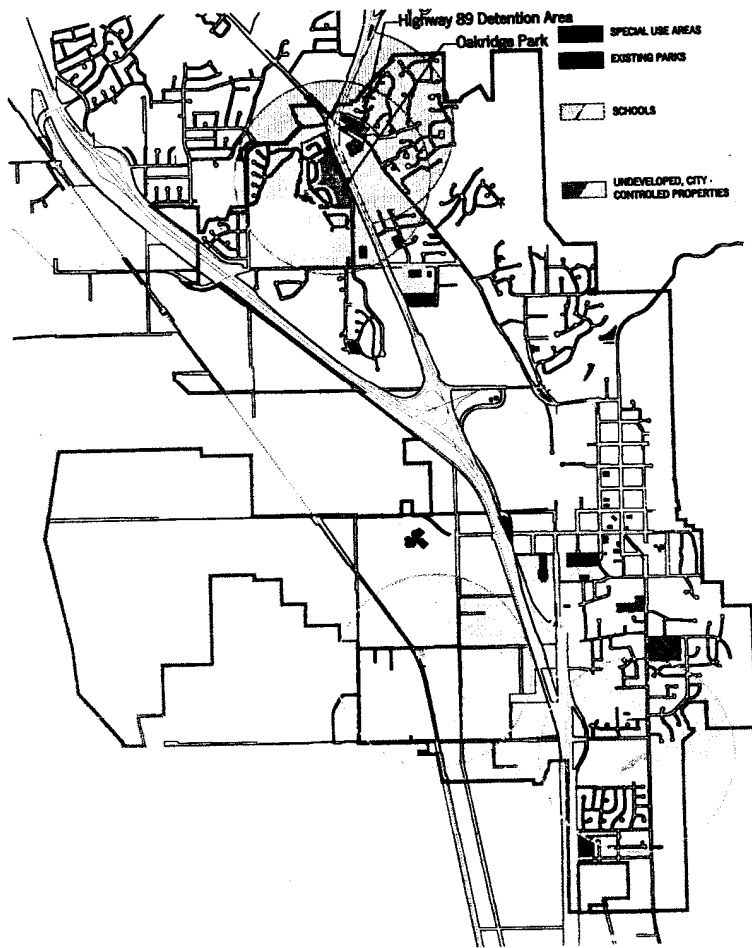 Highway 89 Detention Area
Oakridge Park
SPECIAL USE AREAS
EXISTING PARKS
SCHOOLS
UNDEVELOPED, CITY -
CONTROLED PROPERTIES